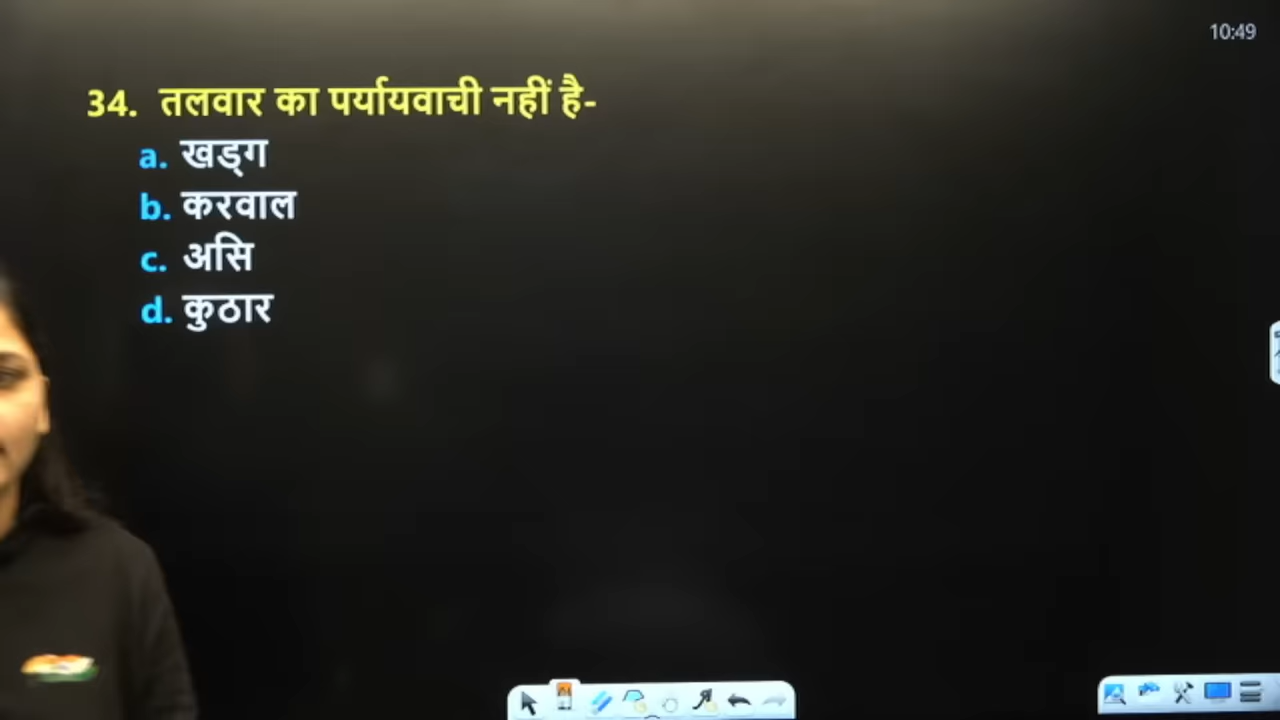 10:49
34. तलवार का पर्यायवाची नहीं है-
a. खड्ग
b. करवाल
c. असि
d. कुठार